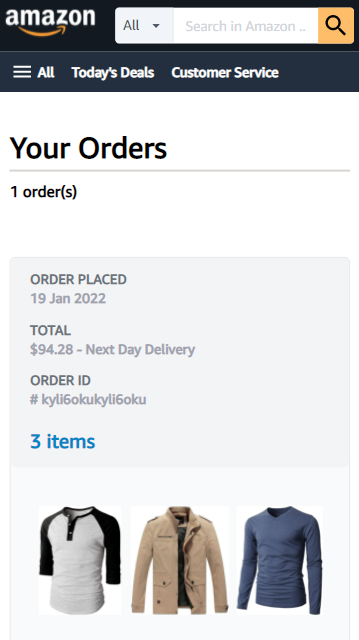 amazon
All
Search in Amazon ..
All Today's Deals Customer Service
Your Orders
1 order(s)
ORDER PLACED
19 Jan 2022
TOTAL
$94.28 - Next Day Delivery
ORDER ID
# kyli6okukyli6oku
3 items